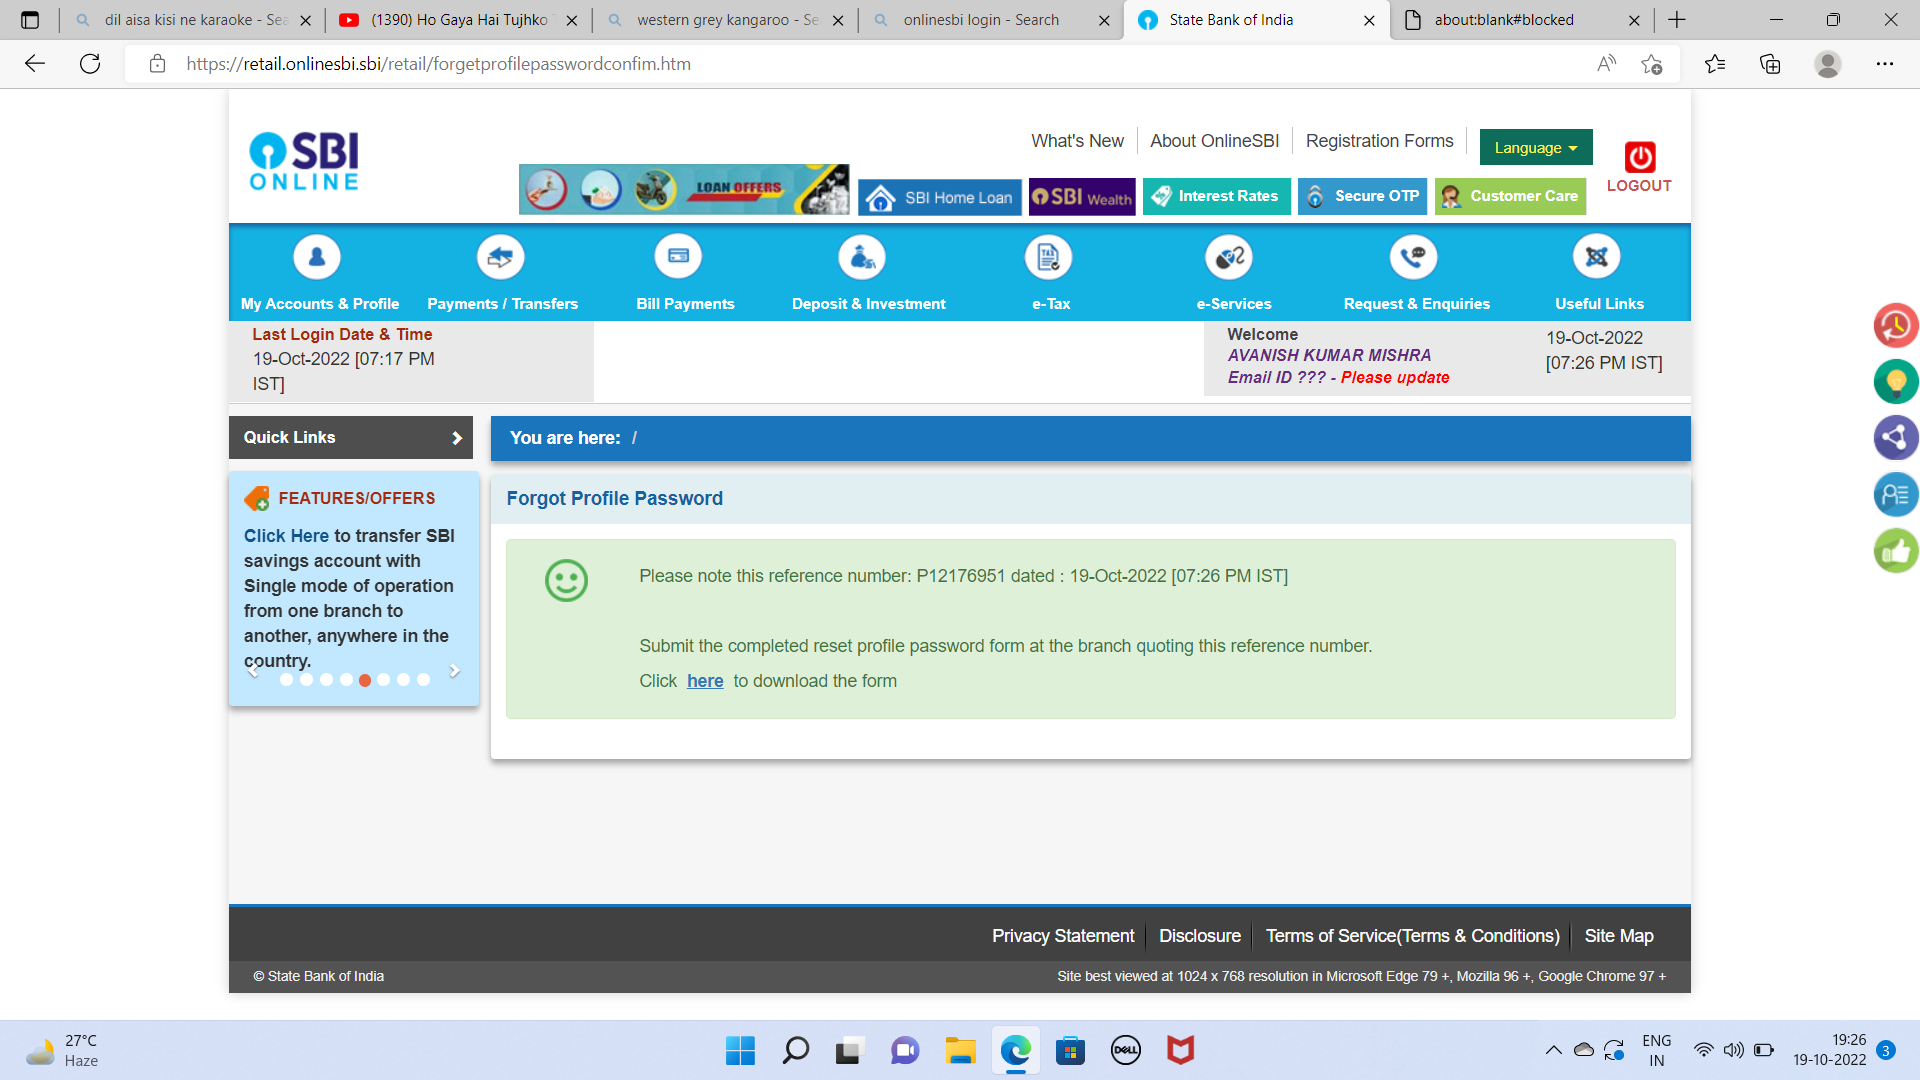 dil aisa kisi ne karaoke - Sea
(1390) Ho Gaya Hai Tujhko
western grey kangaroo - Se
onlinesbi login - Search
State Bank of India
about:blank#blocked
https://retail.onlinesbi.sbi/retail/forgetprofilepasswordconfim.htm
SBI
ONLINE
What's New
About OnlineSBI
Registration Forms
Language
LOGOUT
LOAN OFFERS
SBI Home Loan
SBI Wealth
Interest Rates
Secure OTP
Customer Care
My Accounts & Profile
Payments / Transfers
Bill Payments
Deposit & Investment
TAX
e-Tax
e-Services
Request & Enquiries
Useful Links
Last Login Date & Time
19-Oct-2022 [07:17 PM
IST]
Welcome
AVANISH KUMAR MISHRA
Email ID ??? - Please update
19-Oct-2022
[07:26 PM IST]
Quick Links
You are here: /
FEATURES/OFFERS
Click Here to transfer SBI
savings account with
Single mode of operation
from one branch to
another, anywhere in the
country.
Forgot Profile Password
Please note this reference number: P12176951 dated : 19-Oct-2022 [07:26 PM IST]
Submit the completed reset profile password form at the branch quoting this reference number.
Click here to download the form
Privacy Statement
Disclosure
Terms of Service(Terms & Conditions)
Site Map
© State Bank of India
Site best viewed at 1024 x 768 resolution in Microsoft Edge 79 +, Mozilla 96 +, Google Chrome 97 +
27°C
Haze
DELL
ENG
IN
19:26
19-10-2022
3